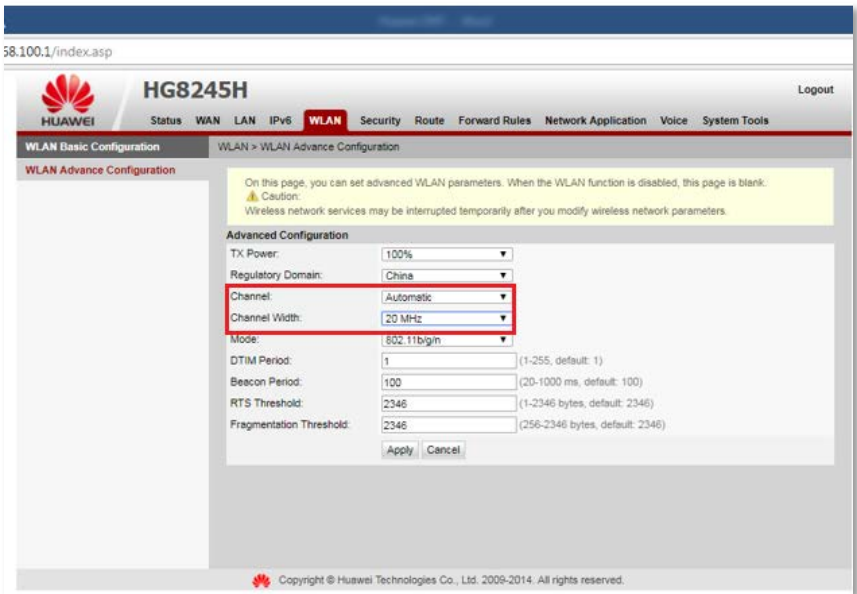 58.100.1/index.asp
HG8245H
Logout
HUAWEI
Status WAN LAN IPv6 WLAN Security Route Forward Rules Network Application Voice System Tools
WLAN Basic Configuration
WLAN > WLAN Advance Configuration
WLAN Advance Configuration
On this page, you can set advanced WLAN parameters. When the WLAN function is disabled, this page is blank.
Caution:
Wireless network services may be interrupted temporarily after you modify wireless network parameters.
Advanced Configuration
TX Power: 100%
Regulatory Domain: China
Channel: Automatic
Channel Width: 20 MHz
Mode: 802.11b/g/n
DTIM Period: 1 (1-255, default: 1)
Beacon Period: 100 (20-1000 ms, default: 100)
RTS Threshold: 2346 (1-2346 bytes, default: 2346)
Fragmentation Threshold: 2346 (256-2346 bytes, default: 2346)
Apply Cancel
Copyright © Huawei Technologies Co., Ltd. 2009-2014. All rights reserved.